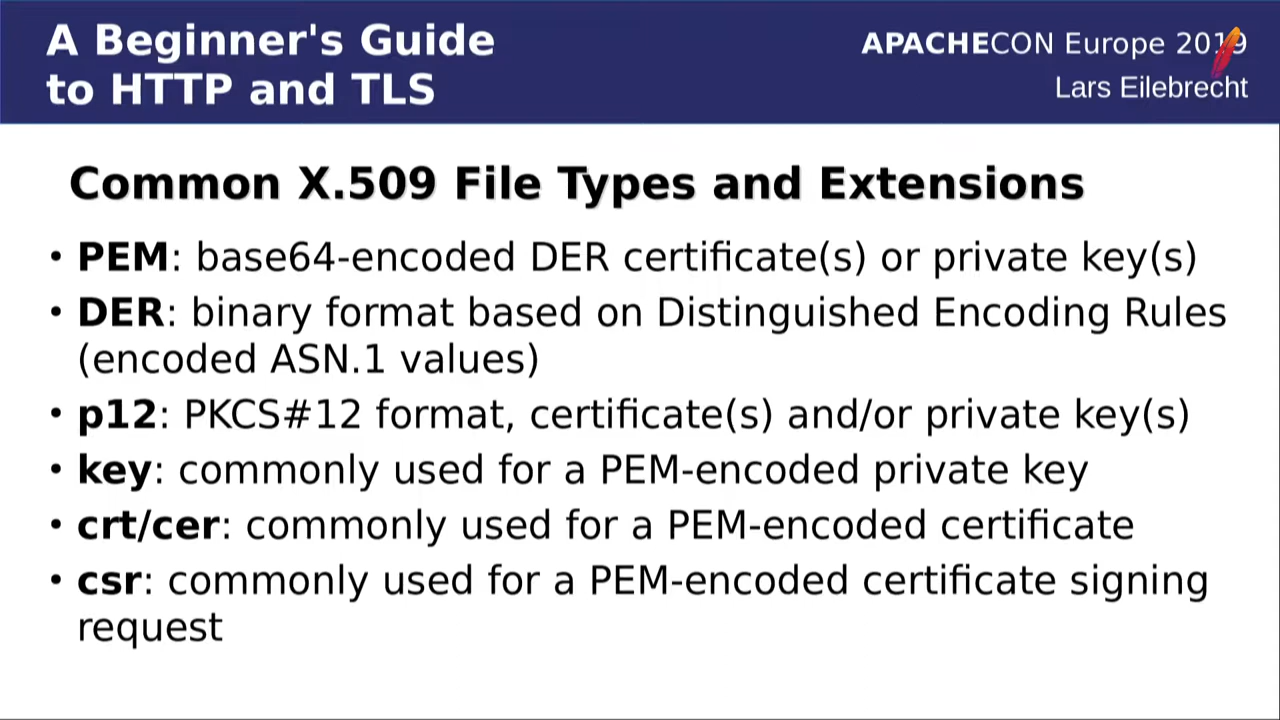 A Beginner's Guide
to HTTP and TLS
APACHECON Europe 2019
Lars Eilebrecht
Common X.509 File Types and Extensions
• PEM: base64-encoded DER certificate(s) or private key(s)
• DER: binary format based on Distinguished Encoding Rules
(encoded ASN.1 values)
• p12: PKCS#12 format, certificate(s) and/or private key(s)
• key: commonly used for a PEM-encoded private key
• crt/cer: commonly used for a PEM-encoded certificate
• csr: commonly used for a PEM-encoded certificate signing
request